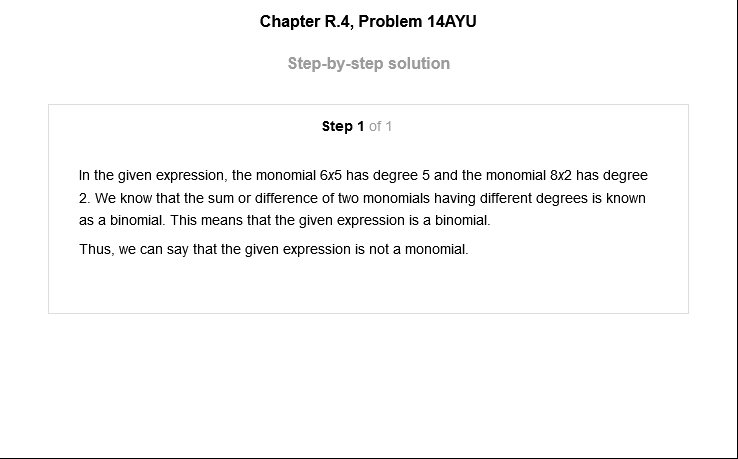 Chapter R.4, Problem 14AYU
Step-by-step solution
Step 1 of 1
In the given expression, the monomial 6x5 has degree 5 and the monomial 8x2 has degree
2. We know that the sum or difference of two monomials having different degrees is known
as a binomial. This means that the given expression is a binomial.
Thus, we can say that the given expression is not a monomial.